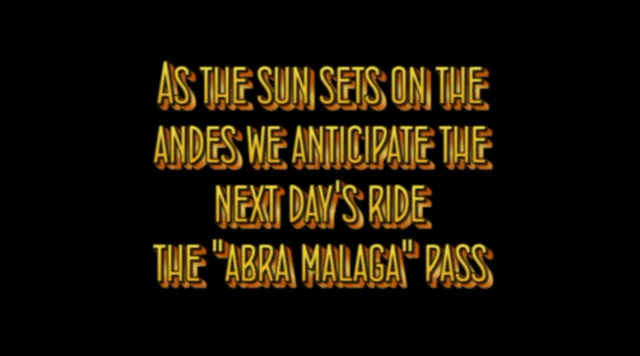 As THE SUN SETS ON THE
ANDES WE ANTICIPATE THE
NEXT DAY'S RIDE
THE "ABRA MALAGA" PASS